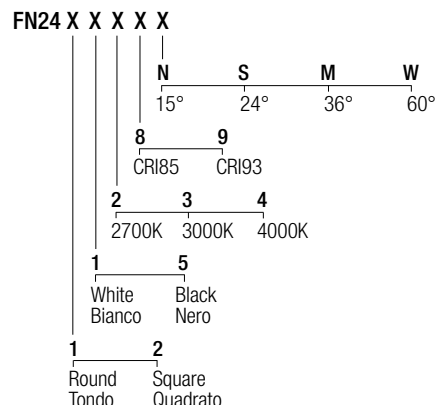 FN24 X X X X X
N S M W
15° 24° 36° 60°
8 9
CRI85 CRI93
2 3 4
2700K 3000K 4000K
1 5
White Black
Bianco Nero
1 2
Round Square
Tondo Quadrato